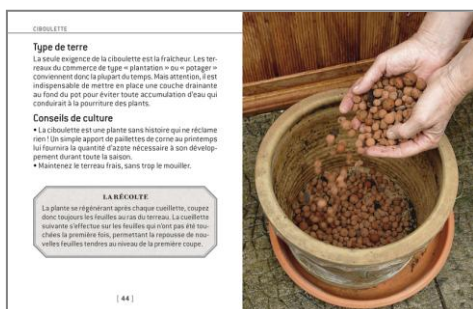 CIBOULETTE
Type de terre
La seule exigence de la ciboulette est la fraîcheur. Les ter-
reaux du commerce de type « plantation » ou « potager »
conviennent donc la plupart du temps. Mais attention, il est
indispensable de mettre en place une couche drainante
au fond du pot pour éviter toute accumulation d'eau qui
conduirait à la pourriture des plants.
Conseils de culture
• La ciboulette est une plante sans histoire qui ne réclame
rien ! Un simple apport de paillettes de corne au printemps
lui fournira la quantité d'azote nécessaire à son dévelop-
pement durant toute la saison.
• Maintenez le terreau frais, sans trop le mouiller.
LA RÉCOLTE
La plante se régénérant après chaque cueillette, coupez
donc toujours les feuilles au ras du terreau. La cueillette
suivante s'effectue sur les feuilles qui n'ont pas été tou-
chées la première fois, permettant la repousse de nou-
velles feuilles tendres au niveau de la première coupe.
[ 44 ]